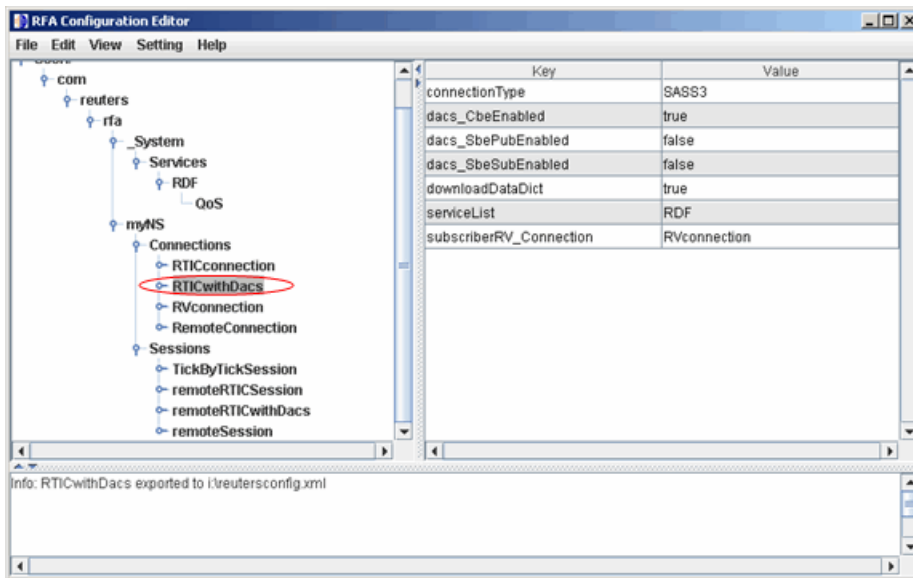 RFA Configuration Editor
File Edit View Setting Help
com
reuters
rfa
_System
Services
RDF
QoS
myNS
Connections
RTICconnection
RTICwithDacs
RVconnection
RemoteConnection
Sessions
TickByTickSession
remoteRTICSession
remoteRTICwithDacs
remoteSession
Key Value
connectionType SASS3
dacs_CbeEnabled true
dacs_SbePubEnabled false
dacs_SbeSubEnabled false
downloadDataDict true
serviceList RDF
subscriberRV_Connection RVconnection
Info: RTICwithDacs exported to i:\reutersconfig.xml